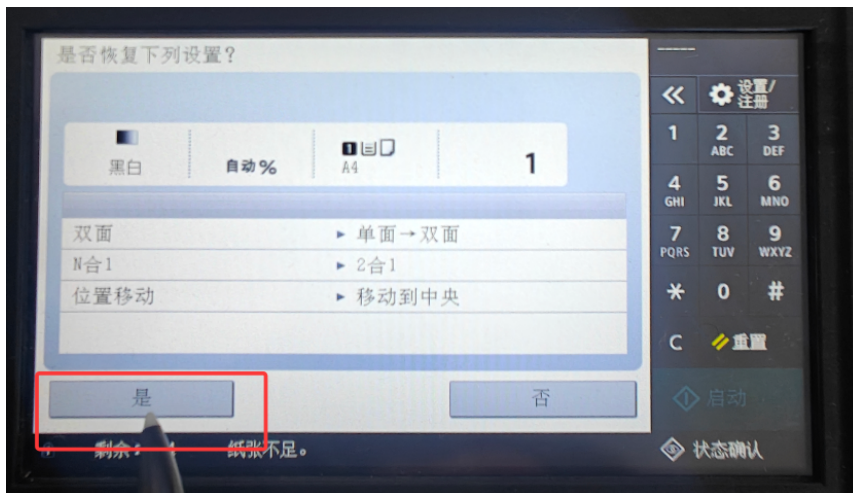 是否恢复下列设置？
黑白
自动%
1
A4
1
双面 ▸ 单面→双面
N合1 ▸ 2合1
位置移动 ▸ 移动到中央
是
否
剩余：
纸张不足。
设置/
注册
1 2 3
ABC DEF
4 5 6
GHI JKL MNO
7 8 9
PQRS TUV WXYZ
* 0 #
C 重置
启动
状态确认